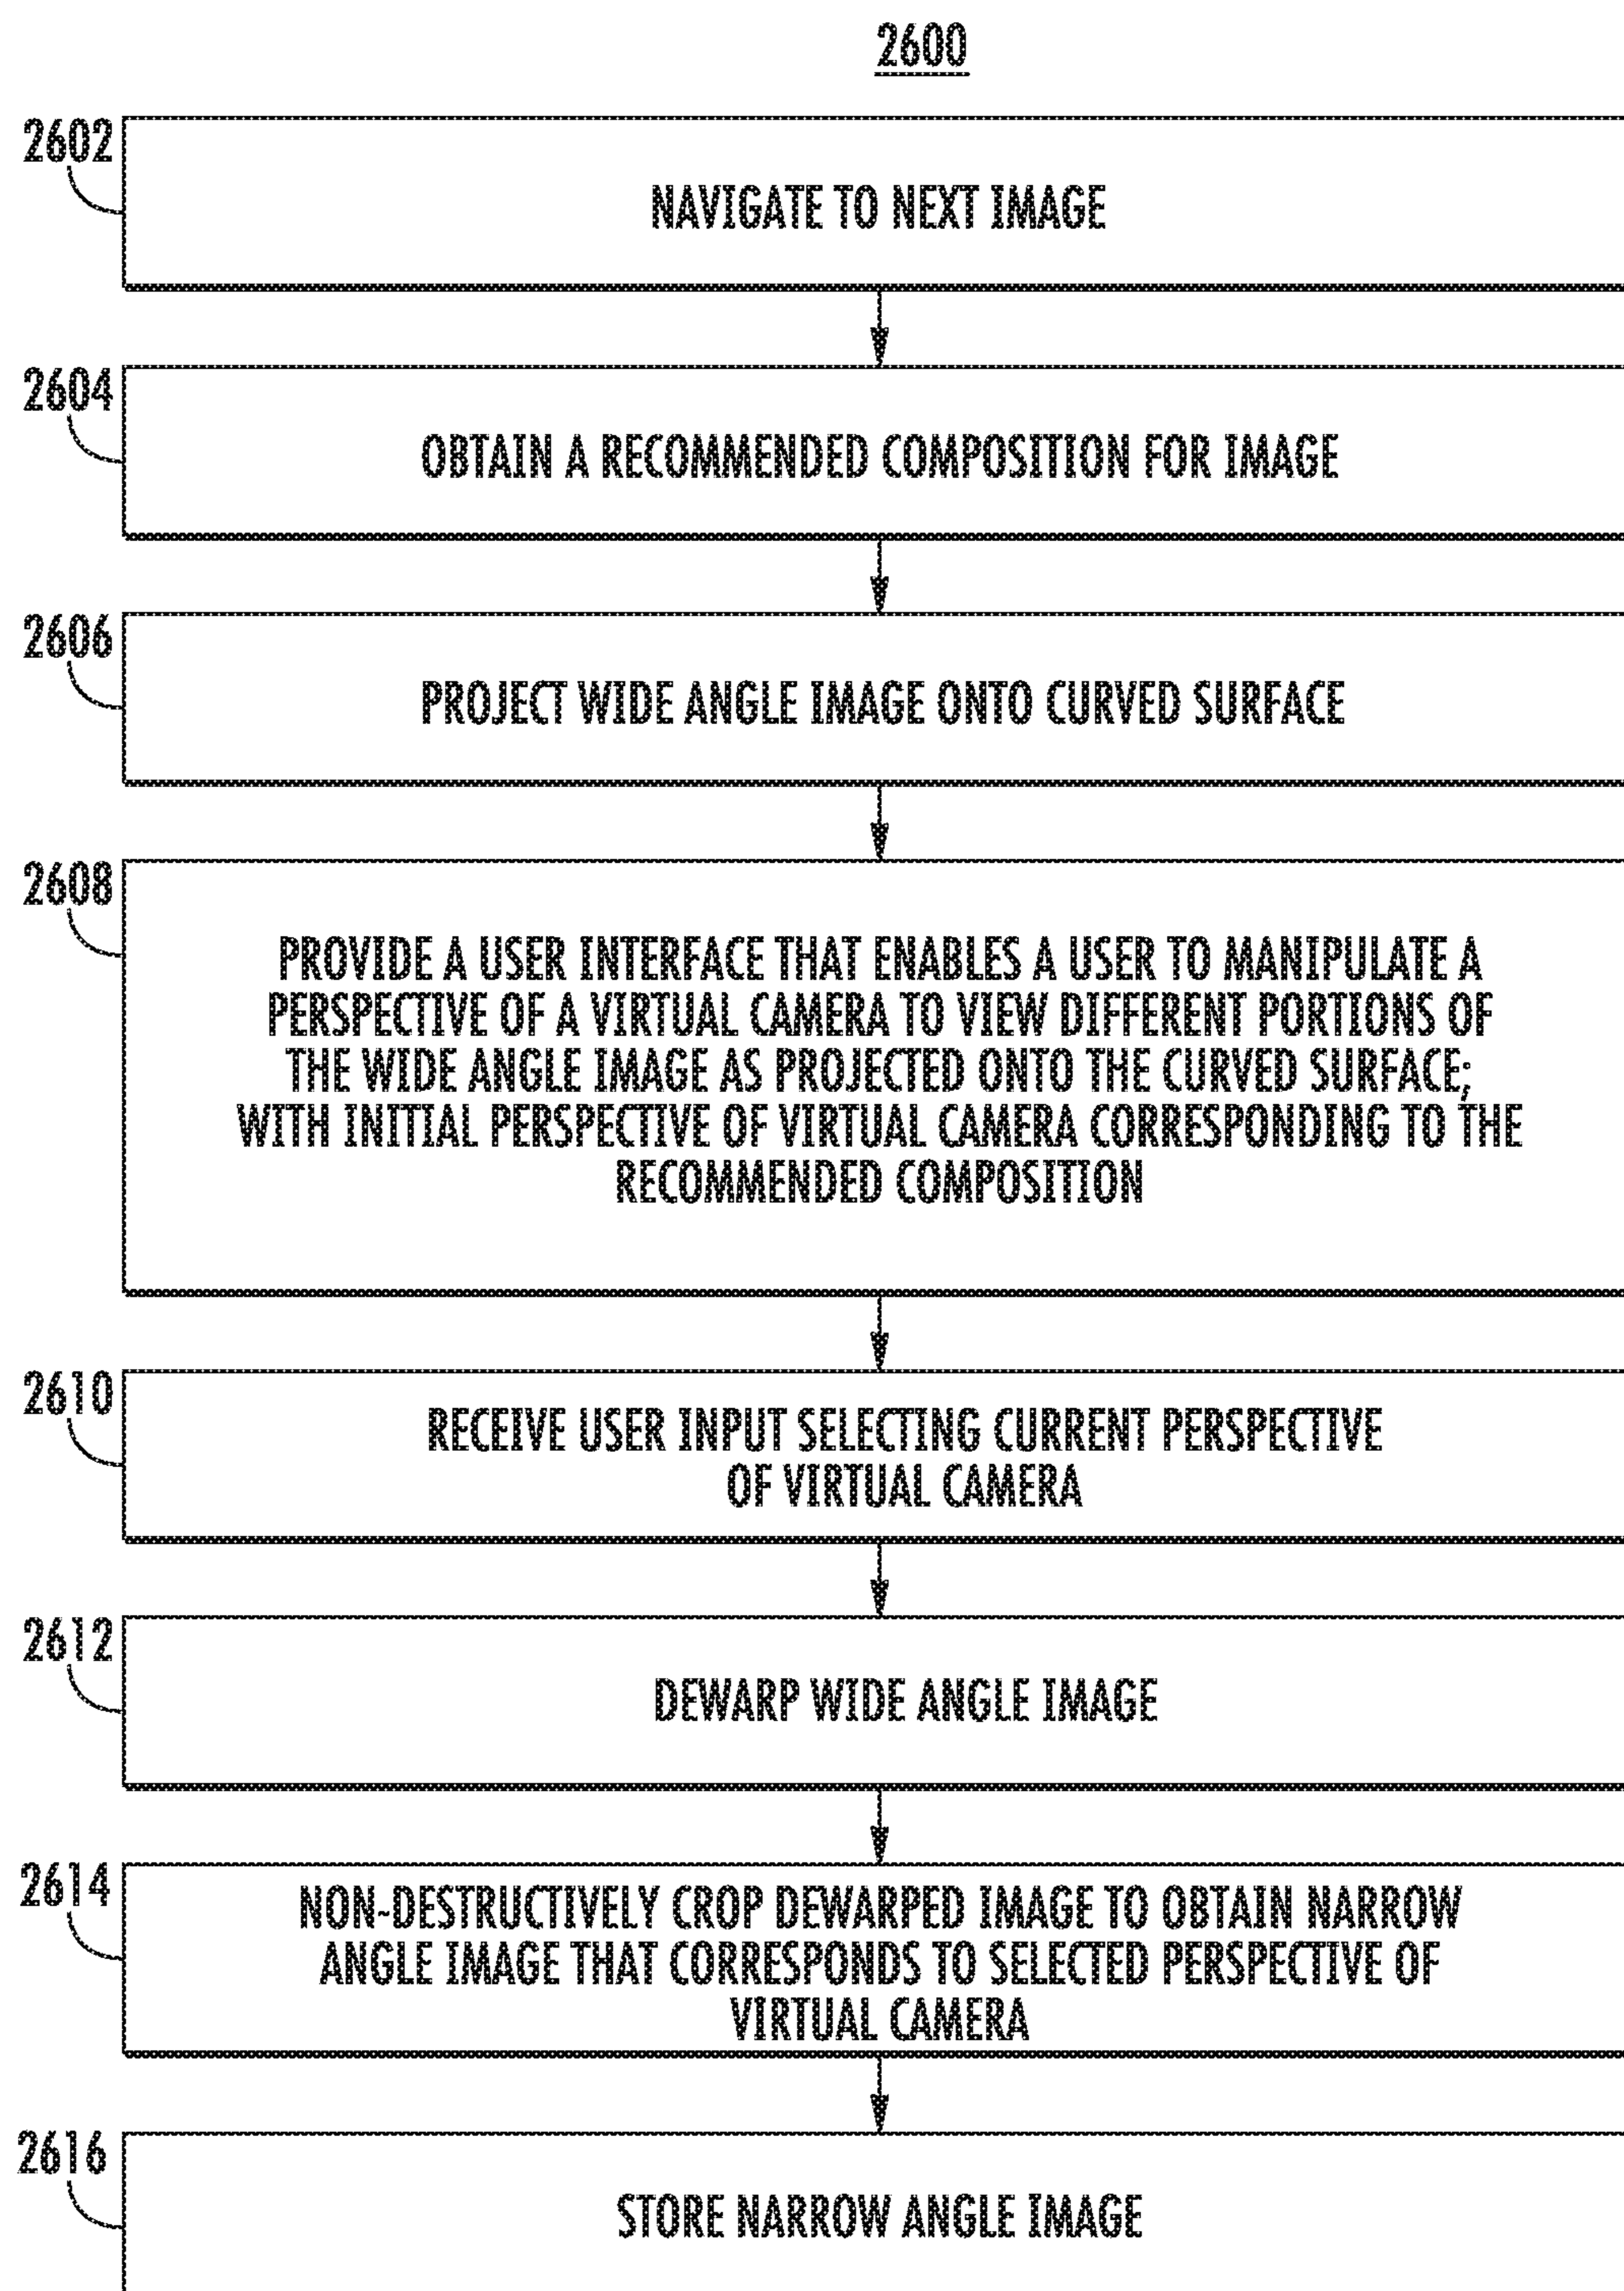 2600
2602
NAVIGATE TO NEXT IMAGE
2604
OBTAIN A RECOMMENDED COMPOSITION FOR IMAGE
2606
PROJECT WIDE ANGLE IMAGE ONTO CURVED SURFACE
2608
PROVIDE A USER INTERFACE THAT ENABLES A USER TO MANIPULATE A
PERSPECTIVE OF A VIRTUAL CAMERA TO VIEW DIFFERENT PORTIONS OF
THE WIDE ANGLE IMAGE AS PROJECTED ONTO THE CURVED SURFACE;
WITH INITIAL PERSPECTIVE OF VIRTUAL CAMERA CORRESPONDING TO THE
RECOMMENDED COMPOSITION
2610
RECEIVE USER INPUT SELECTING CURRENT PERSPECTIVE
OF VIRTUAL CAMERA
2612
DEWARP WIDE ANGLE IMAGE
2614
NON-DESTRUCTIVELY CROP DEWARPED IMAGE TO OBTAIN NARROW
ANGLE IMAGE THAT CORRESPONDS TO SELECTED PERSPECTIVE OF
VIRTUAL CAMERA
2616
STORE NARROW ANGLE IMAGE